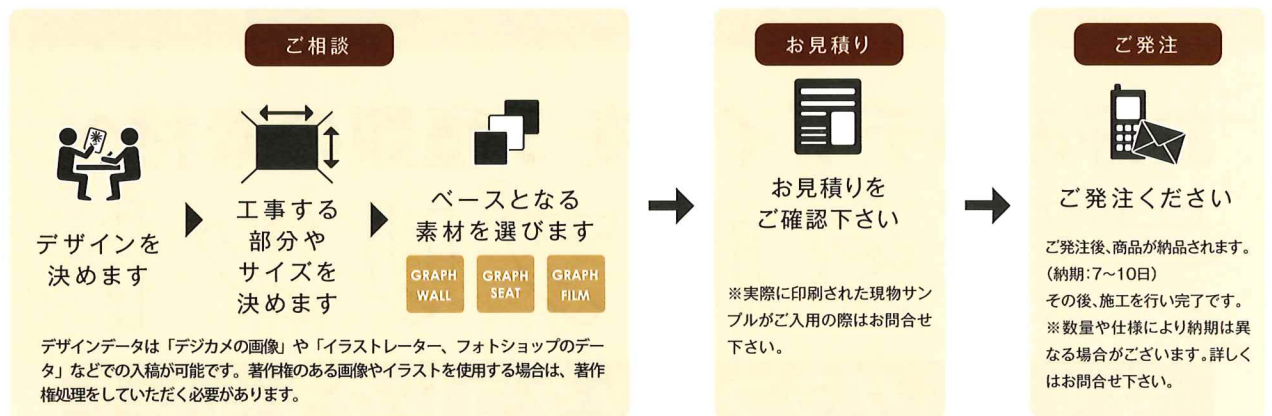 ご相談
デザインを
決めます
工事する
部分や
サイズを
決めます
ベースとなる
素材を選びます
GRAPH
WALL
GRAPH
SEAT
GRAPH
FILM
デザインデータは「デジカメの画像」や「イラストレーター、フォトショップのデー
タ」などでの入稿が可能です。著作権のある画像やイラストを使用する場合は、著作
権処理をしていただく必要があります。
お見積り
お見積りを
ご確認下さい
※実際に印刷された現物サン
プルがご入用の際はお問合せ
下さい。
ご発注
ご発注ください
ご発注後、商品が納品されます。
(納期:7〜10日)
その後、施工を行い完了です。
※数量や仕様により納期は異
なる場合がございます。詳しく
はお問合せ下さい。